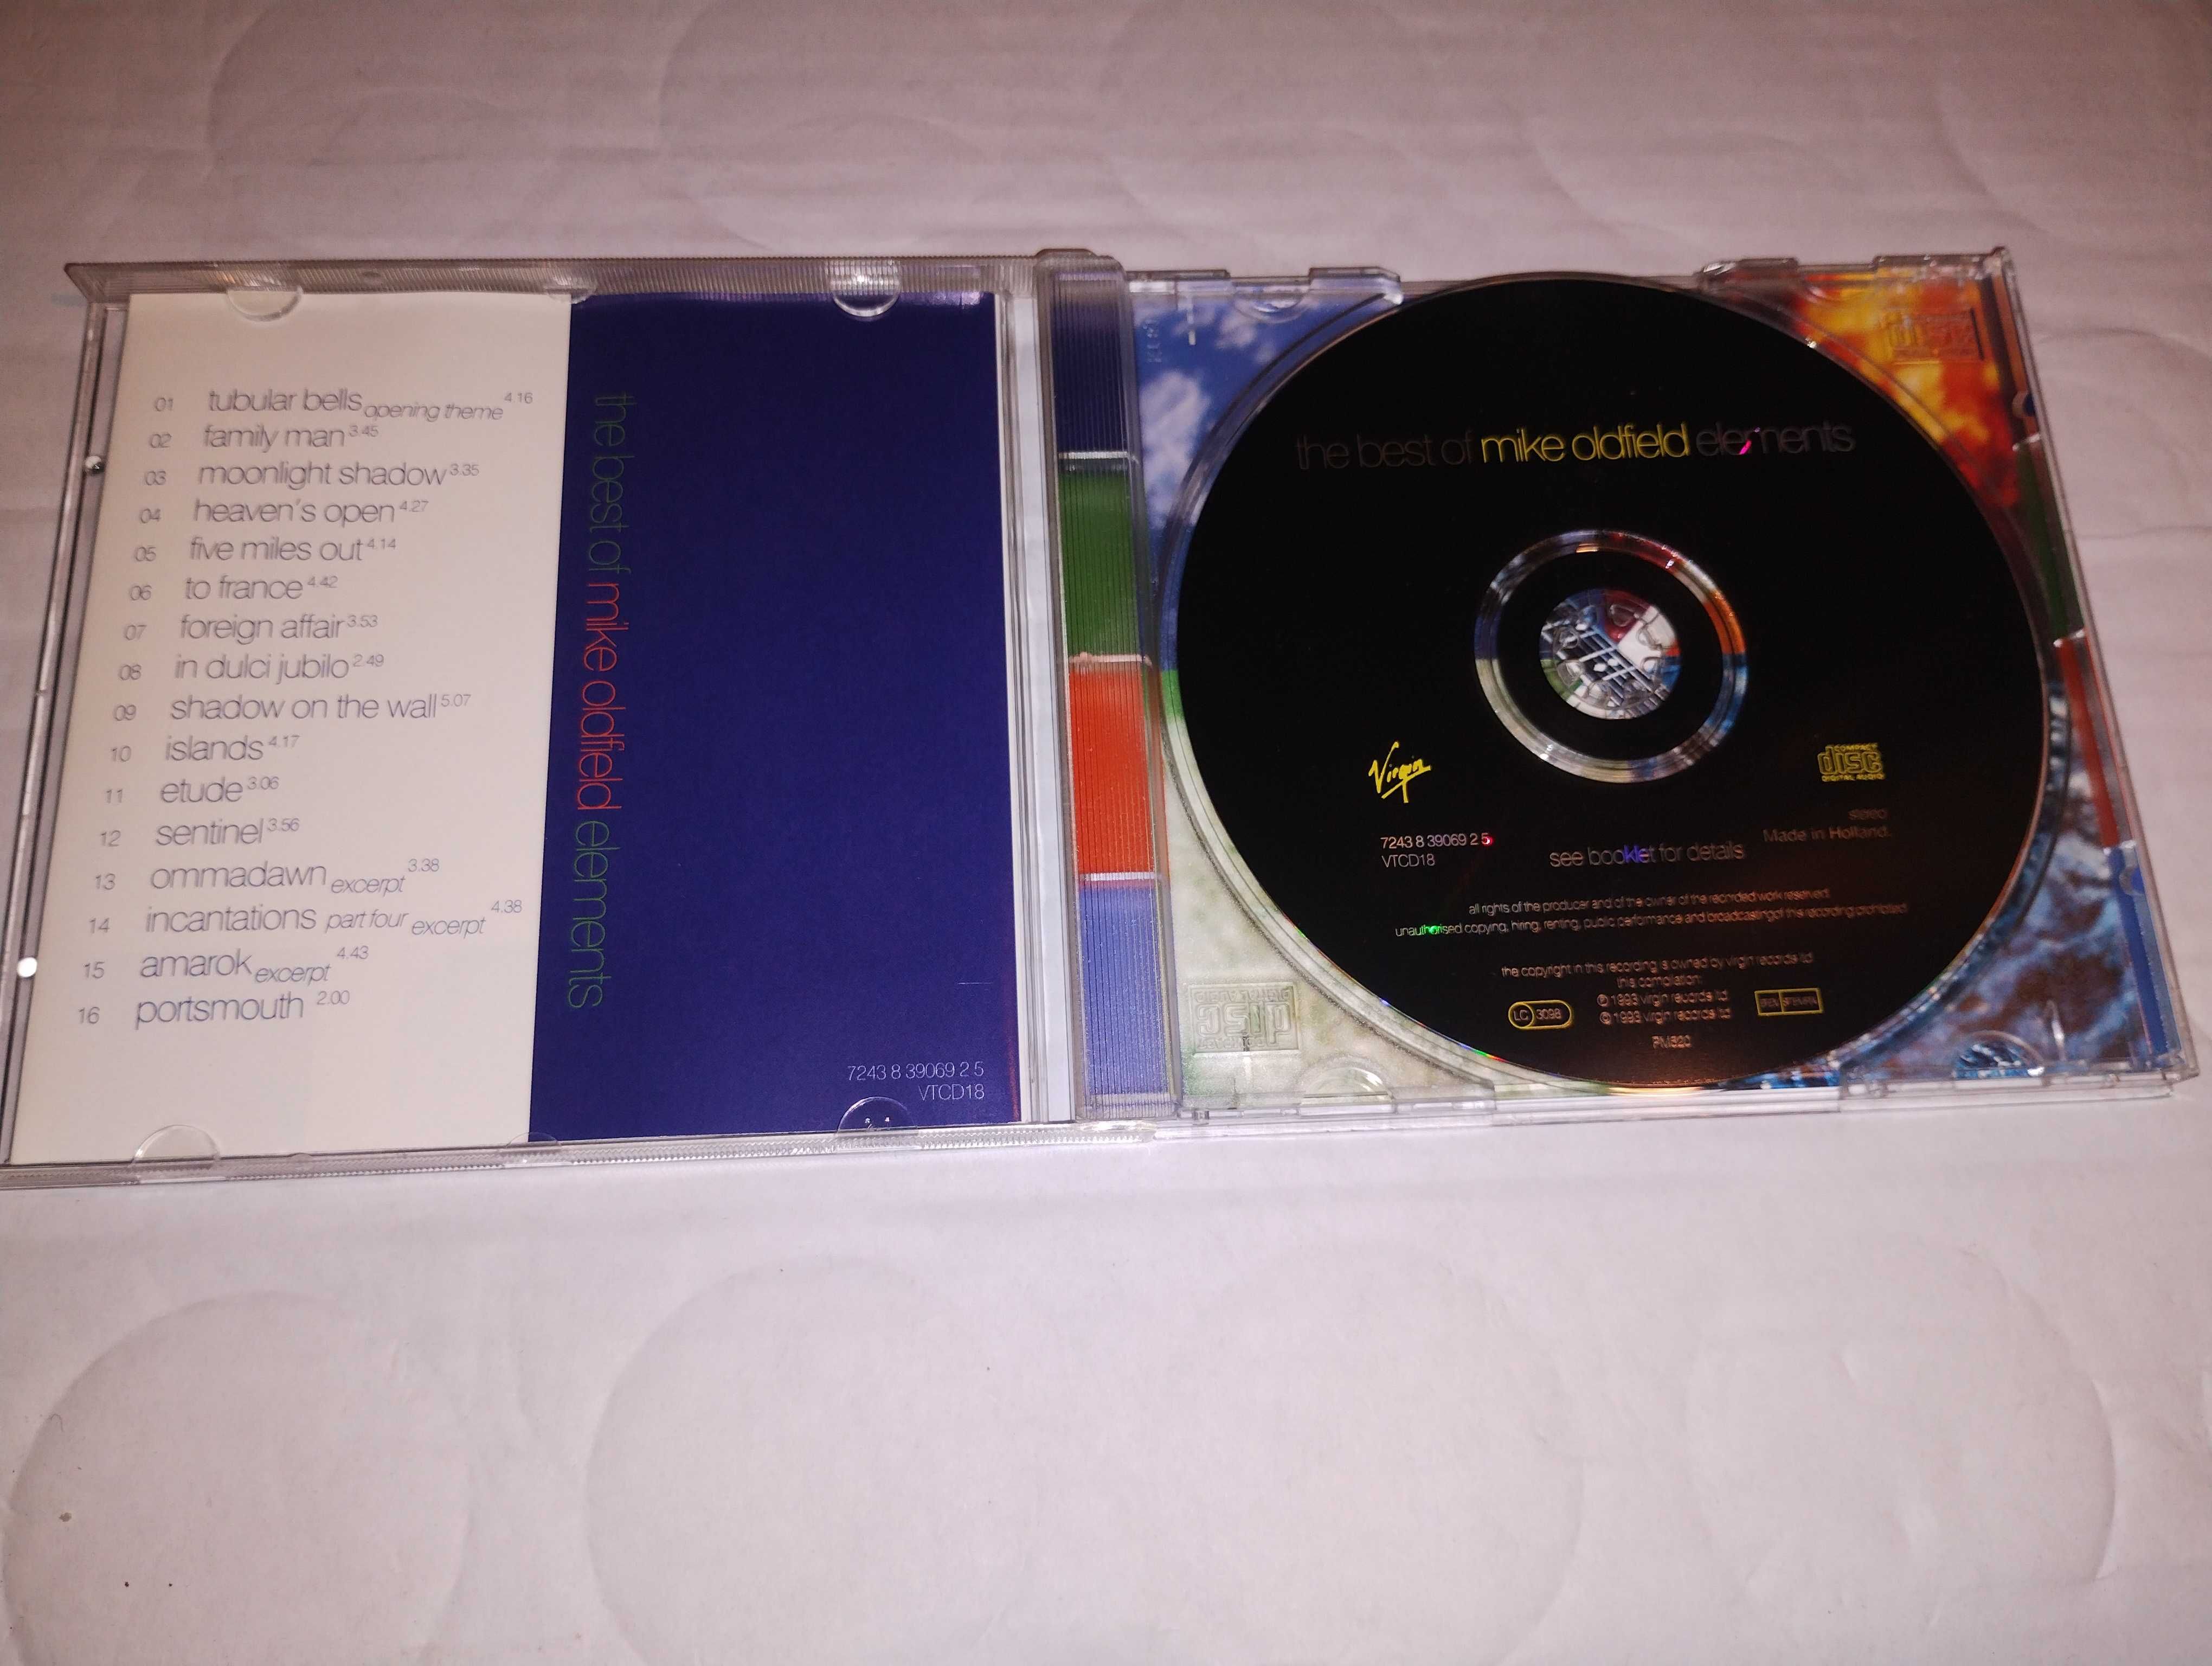 01 tubular bells opening theme 4.16
02 family man 3.45
03 moonlight shadow 3.35
04 heaven's open 4.27
05 five miles out 4.14
06 to france 4.42
07 foreign affair 3.53
08 in dulci jubilo 2.49
09 shadow on the wall 5.07
10 islands 4.17
11 etude 3.06
12 sentinel 3.56
13 ommadawn excerpt 3.38
14 incantations part four excerpt 4.38
15 amarok excerpt 4.43
16 portsmouth 2.00
the best of mike oldfield elements
7243 8 39069 2 5
VTCD18
the best of mike oldfield elements
Virgin
COMPACT
disc
DIGITAL AUDIO
stereo
Made in Holland.
7243 8 39069 2 5
VTCD18
see booklet for details
all rights of the producer and of the owner of the recorded work reserved.
unauthorised copying, hiring, renting, public performance and broadcasting of this recording prohibited.
the copyright in this recording is owned by virgin records ltd
this compilation:
℗ 1993 virgin records ltd
© 1993 virgin records ltd
LC 3098
BIEM STEMRA
PM320